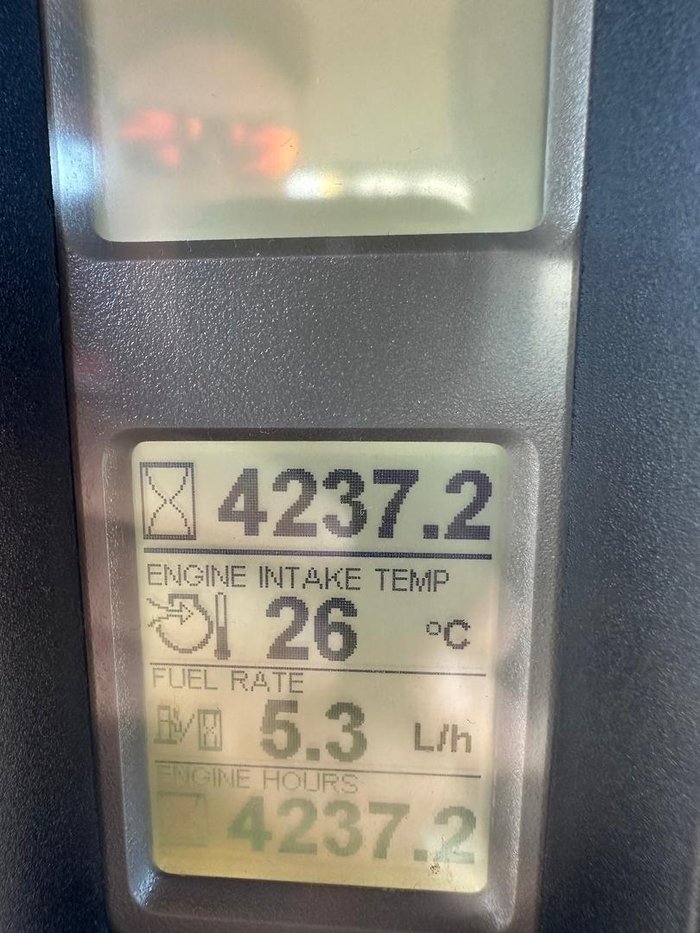 4237.2
ENGINE INTAKE TEMP
26 °C
FUEL RATE
5.3 L/h
ENGINE HOURS
4237.2